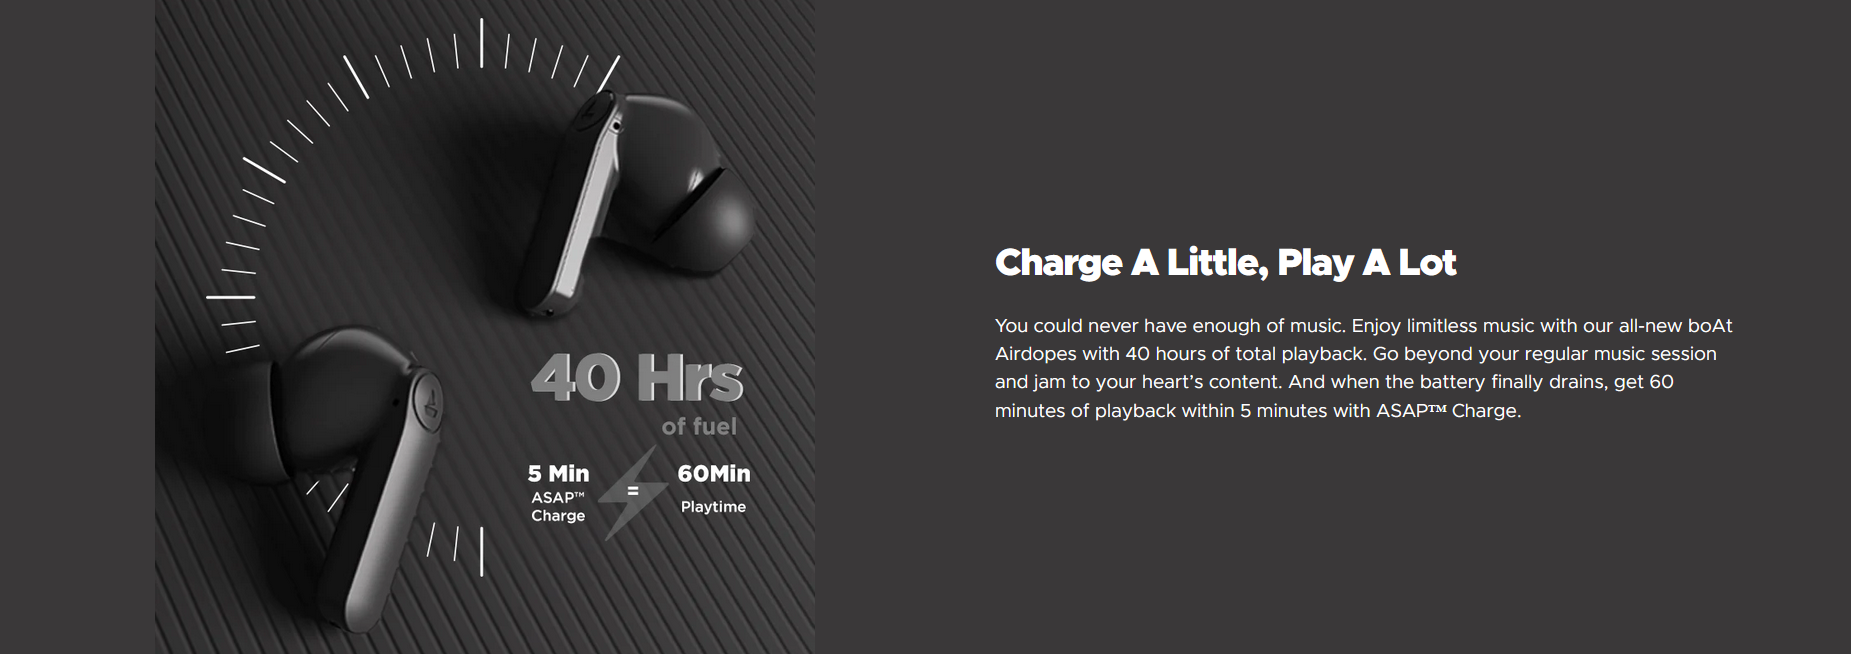 40 Hrs
of fuel
5 Min
ASAP™
Charge
=
60Min
Playtime
Charge A Little, Play A Lot
You could never have enough of music. Enjoy limitless music with our all-new boAt
Airdopes with 40 hours of total playback. Go beyond your regular music session
and jam to your heart’s content. And when the battery finally drains, get 60
minutes of playback within 5 minutes with ASAP™ Charge.